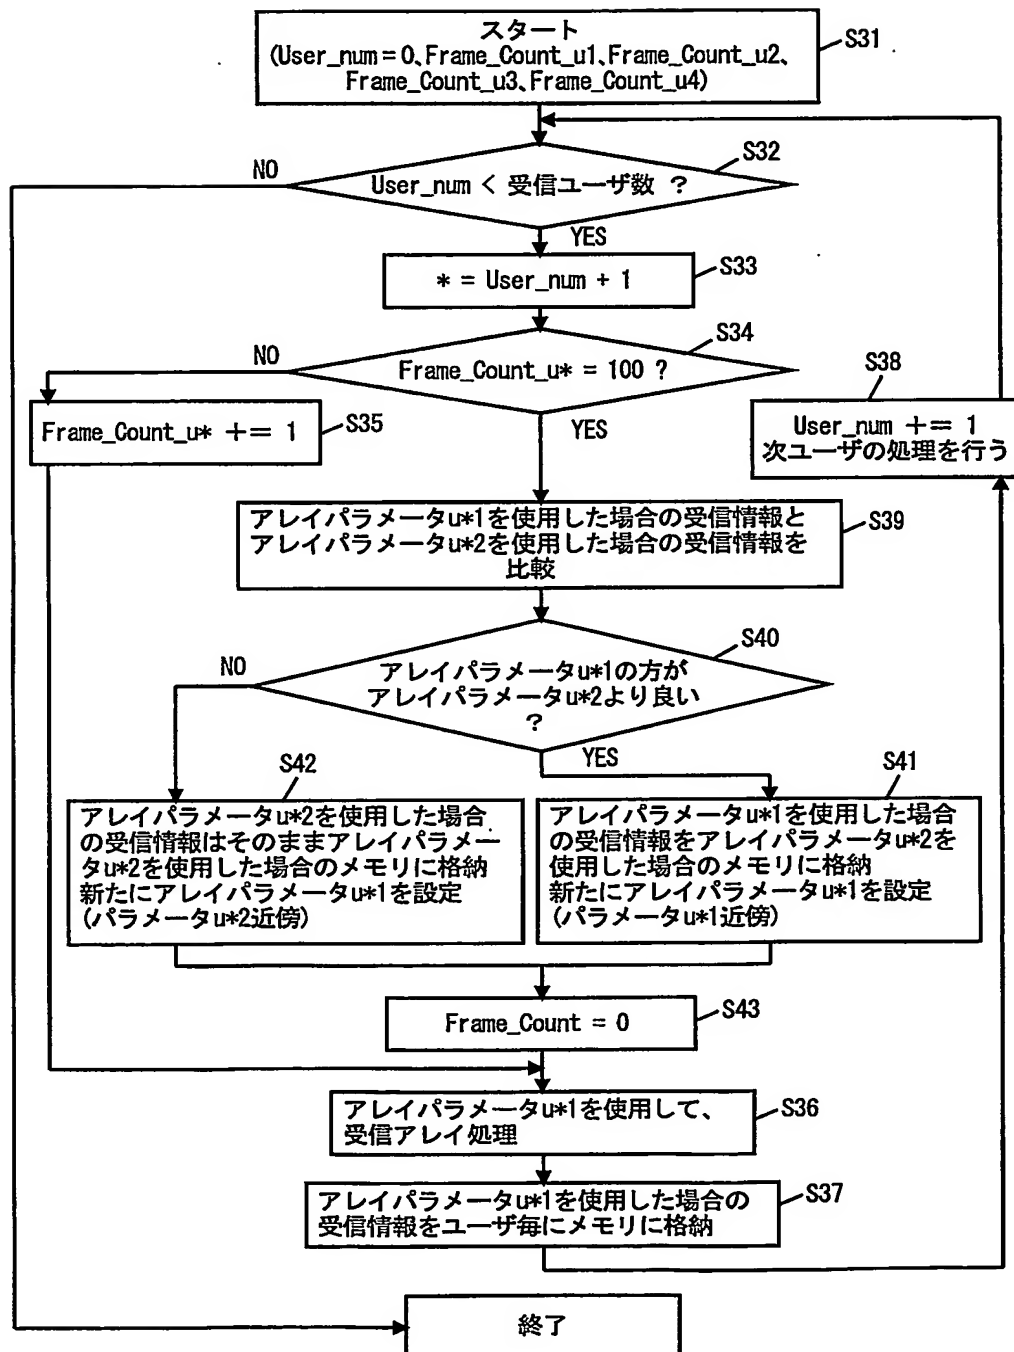 スタート
(User_num=0、Frame_Count_u1、Frame_Count_u2、
Frame_Count_u3、Frame_Count_u4)
S31
S32
NO
User_num < 受信ユーザ数 ?
YES
* = User_num + 1
S33
S34
NO
Frame_Count_u* = 100 ?
YES
S38
Frame_Count_u* += 1
S35
User_num += 1
次ユーザの処理を行う
アレイパラメータu*1を使用した場合の受信情報と
アレイパラメータu*2を使用した場合の受信情報を
比較
S39
S40
NO
アレイパラメータu*1の方が
アレイパラメータu*2より良い
?
YES
S42
S41
アレイパラメータu*2を使用した場合
の受信情報はそのままアレイパラメー
タu*2を使用した場合のメモリに格納
新たにアレイパラメータu*1を設定
(パラメータu*2近傍)
アレイパラメータu*1を使用した場合
の受信情報をアレイパラメータu*2を
使用した場合のメモリに格納
新たにアレイパラメータu*1を設定
(パラメータu*1近傍)
Frame_Count = 0
S43
アレイパラメータu*1を使用して、
受信アレイ処理
S36
アレイパラメータu*1を使用した場合の
受信情報をユーザ毎にメモリに格納
S37
終了